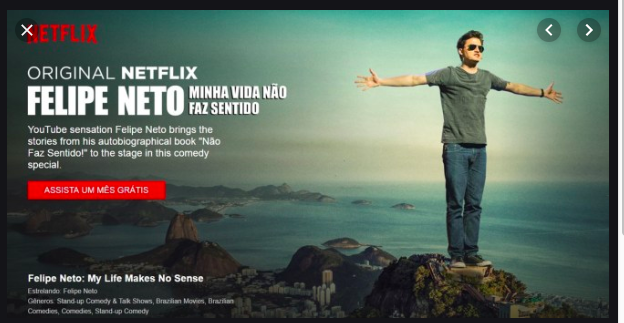 NETFLIX
ORIGINAL NETFLIX
FELIPE NETO MINHA VIDA NÃO
FAZ SENTIDO
YouTube sensation Felipe Neto brings the
stories from his autobiographical book "Não
Faz Sentido!" to the stage in this comedy
special.
ASSISTA UM MÊS GRÁTIS
Felipe Neto: My Life Makes No Sense
Estrelando: Felipe Neto
Gêneros: Stand-up Comedy & Talk Shows, Brazilian Movies, Brazilian
Comedies, Comedies, Stand-up Comedy